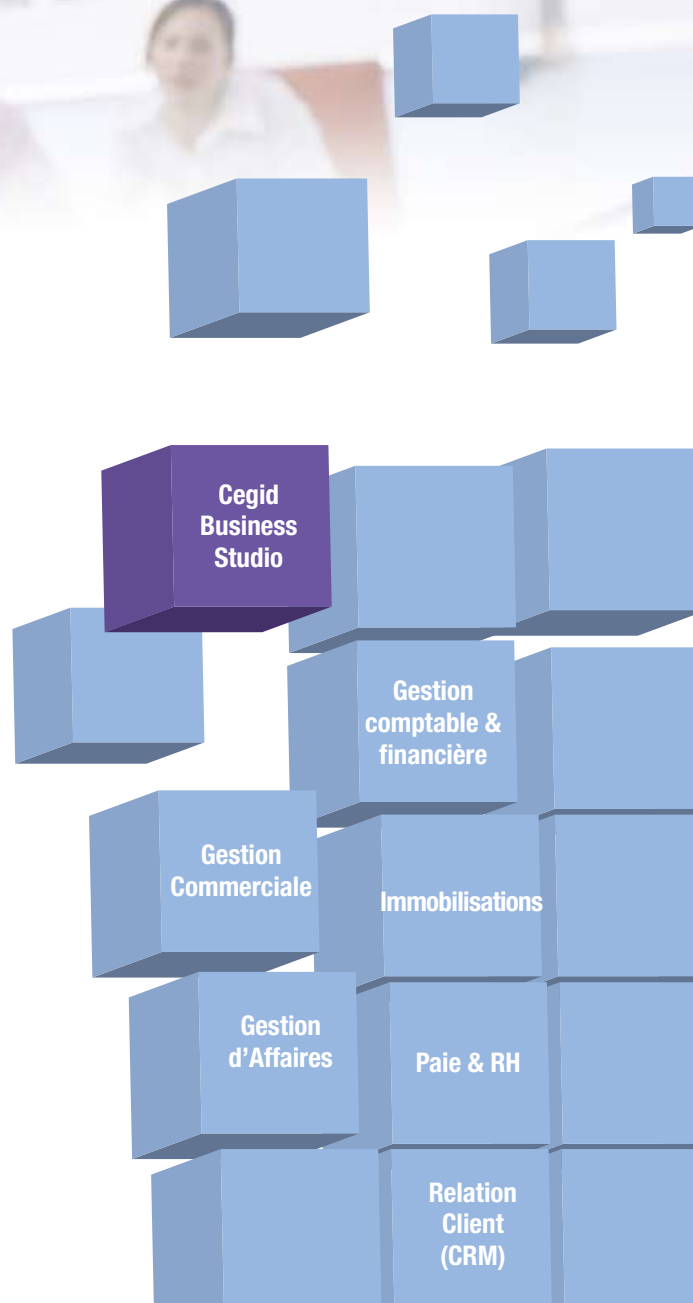 Cegid
Business
Studio
Gestion
comptable &
financière
Gestion
Commerciale
Immobilisations
Gestion
d’Affaires
Paie & RH
Relation
Client
(CRM)